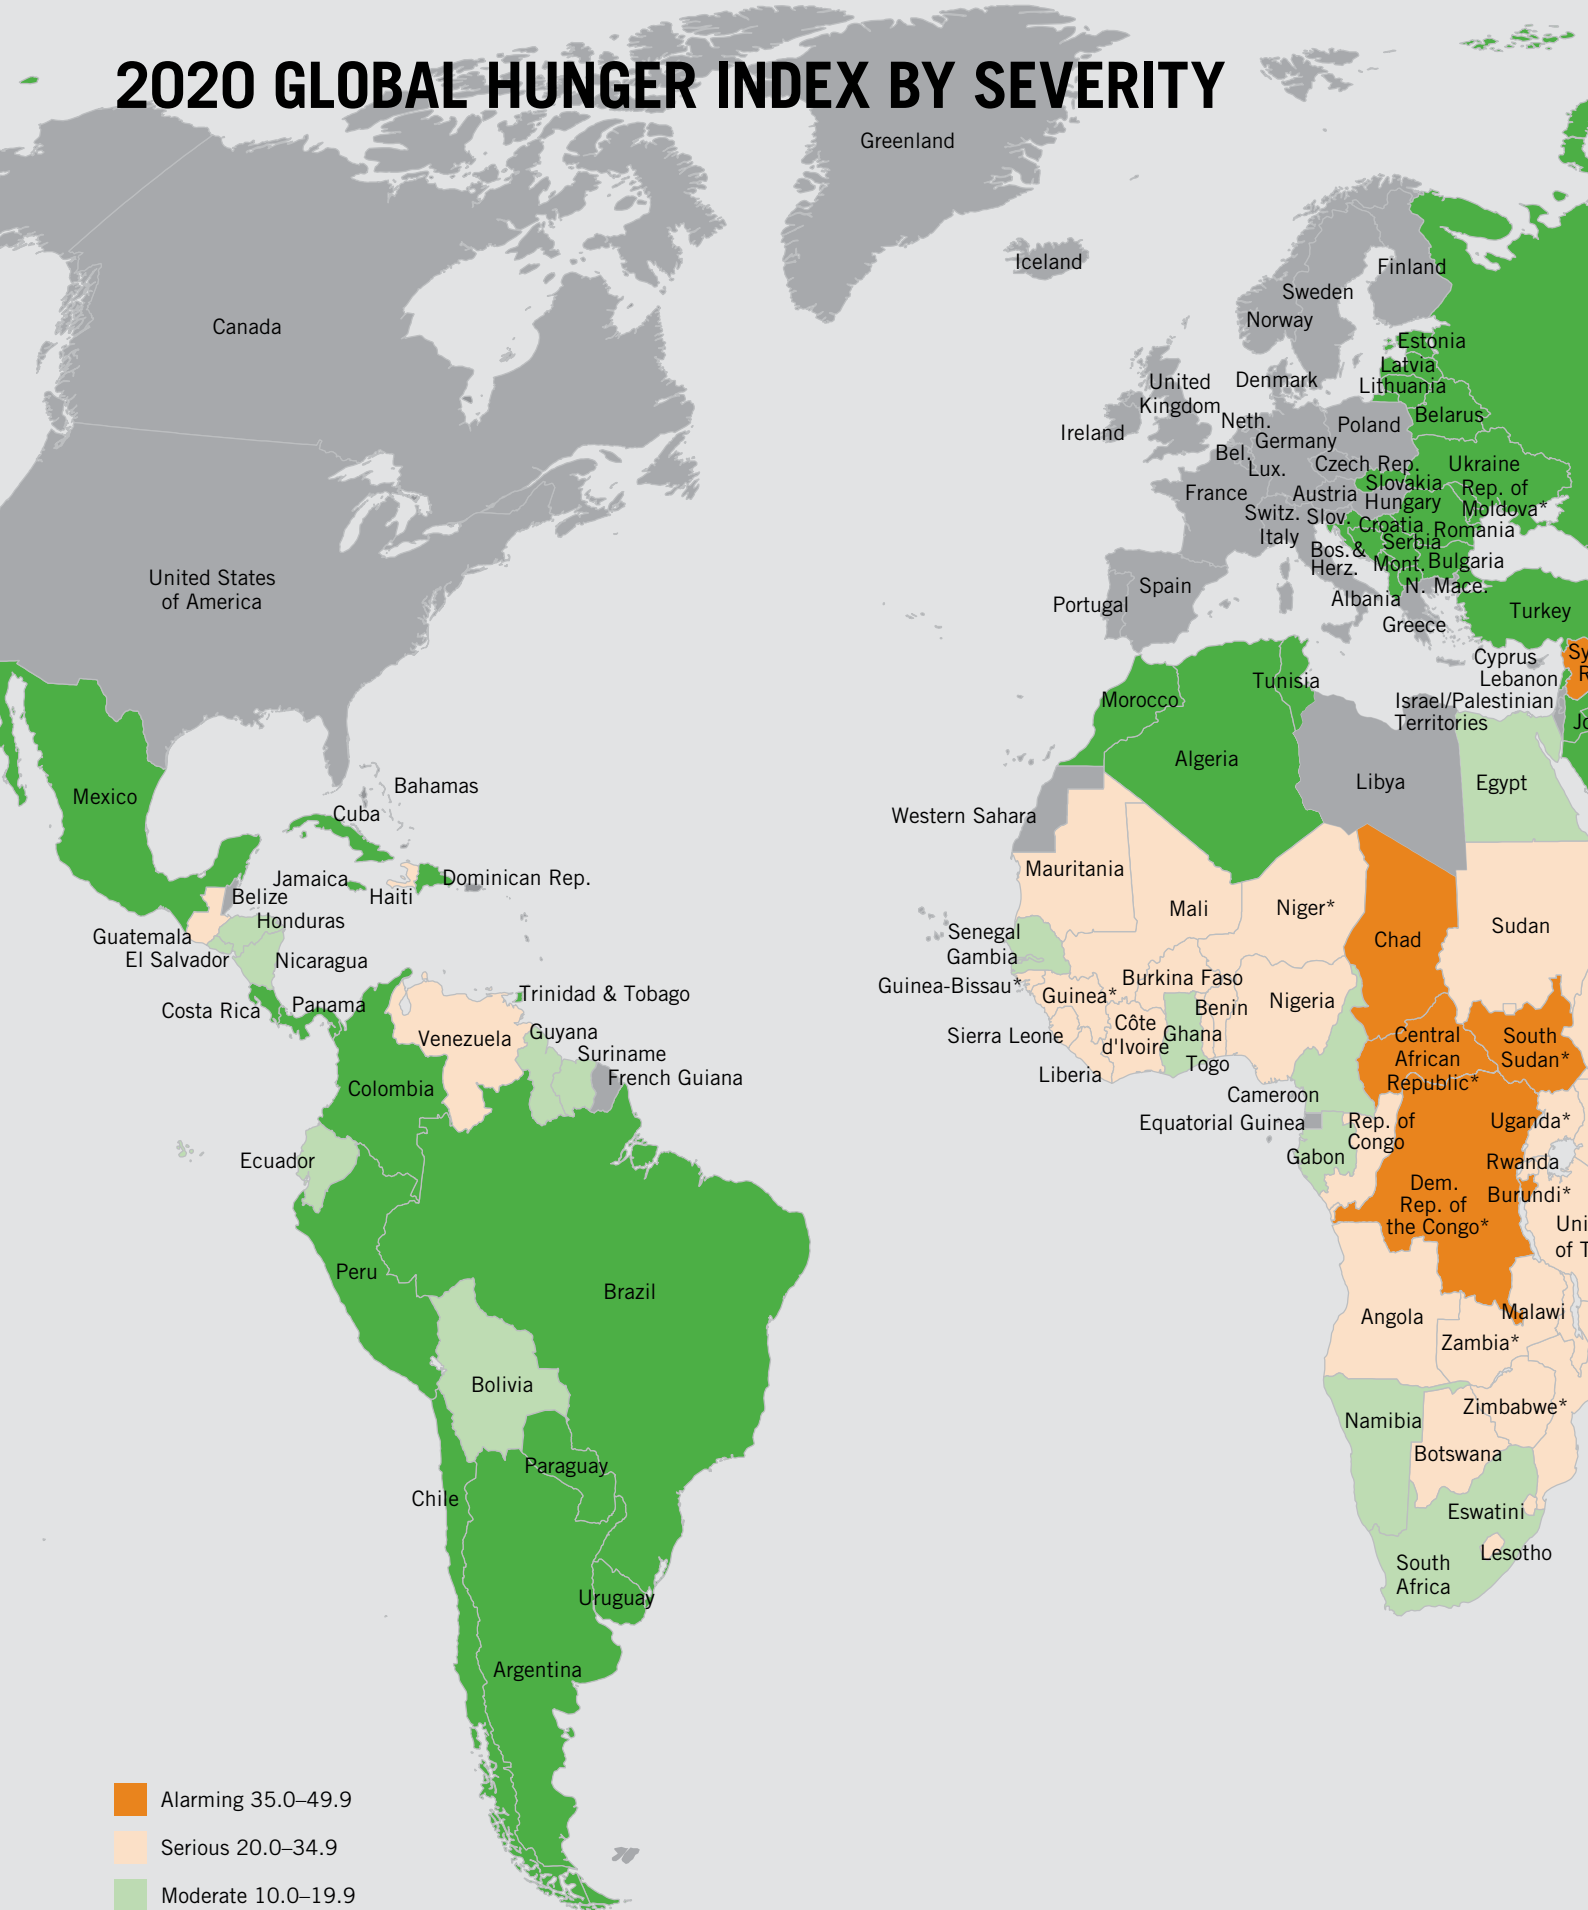 2020 GLOBAL HUNGER INDEX BY SEVERITY
Greenland
Iceland
Finland
Sweden
Norway
Canada
Estonia
Latvia
Lithuania
United
Kingdom
Denmark
Belarus
Ireland
Neth.
Poland
Germany
Bel.
Lux.
Czech Rep.
Ukraine
Slovakia
France
Austria
Hungary
Rep. of
Moldova*
Switz.
Slov.
Croatia
Romania
Italy
Serbia
Bos.&
Herz.
Mont.
Bulgaria
N. Mace.
United States
of America
Spain
Portugal
Albania
Greece
Turkey
Cyprus
Sy
R
Lebanon
Israel/Palestinian
Territories
Jo
Tunisia
Morocco
Algeria
Libya
Egypt
Mexico
Bahamas
Cuba
Western Sahara
Jamaica
Belize
Haiti
Dominican Rep.
Honduras
Guatemala
El Salvador
Nicaragua
Costa Rica
Panama
Trinidad & Tobago
Venezuela
Guyana
Suriname
French Guiana
Colombia
Mauritania
Mali
Niger*
Chad
Sudan
Senegal
Gambia
Guinea-Bissau*
Guinea*
Burkina Faso
Benin
Nigeria
Sierra Leone
Côte
d'Ivoire
Ghana
Togo
Liberia
Central
African
Republic*
South
Sudan*
Cameroon
Equatorial Guinea
Rep. of
Congo
Gabon
Uganda*
Rwanda
Burundi*
Dem.
Rep. of
the Congo*
Uni
of T
Ecuador
Peru
Brazil
Bolivia
Angola
Malawi
Zambia*
Namibia
Zimbabwe*
Botswana
Paraguay
Chile
Eswatini
Lesotho
South
Africa
Uruguay
Argentina
Alarming 35.0–49.9
Serious 20.0–34.9
Moderate 10.0–19.9